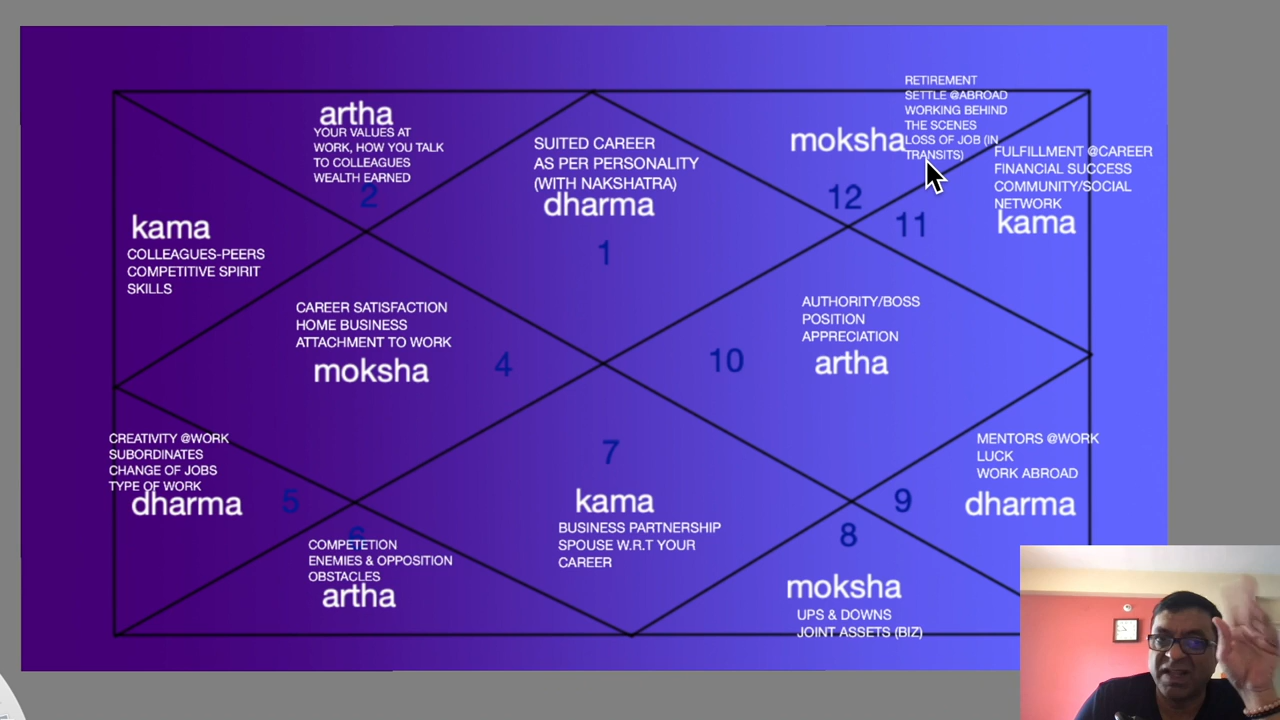 artha
YOUR VALUES AT
WORK, HOW YOU TALK
TO COLLEAGUES
WEALTH EARNED
2
SUITED CAREER
AS PER PERSONALITY
(WITH NAKSHATRA)
dharma
1
moksha
RETIREMENT
SETTLE @ABROAD
WORKING BEHIND
THE SCENES
LOSS OF JOB (IN
TRANSITS)
12
FULFILLMENT @CAREER
FINANCIAL SUCCESS
COMMUNITY/SOCIAL
NETWORK
kama
11
kama
COLLEAGUES-PEERS
COMPETITIVE SPIRIT
SKILLS
CAREER SATISFACTION
HOME BUSINESS
ATTACHMENT TO WORK
moksha
4
AUTHORITY/BOSS
POSITION
APPRECIATION
artha
10
CREATIVITY @WORK
SUBORDINATES
CHANGE OF JOBS
TYPE OF WORK
dharma
5
6
COMPETETION
ENEMIES & OPPOSITION
OBSTACLES
artha
7
kama
BUSINESS PARTNERSHIP
SPOUSE W.R.T YOUR
CAREER
8
moksha
UPS & DOWNS
JOINT ASSETS (BIZ)
MENTORS @WORK
LUCK
WORK ABROAD
dharma
9